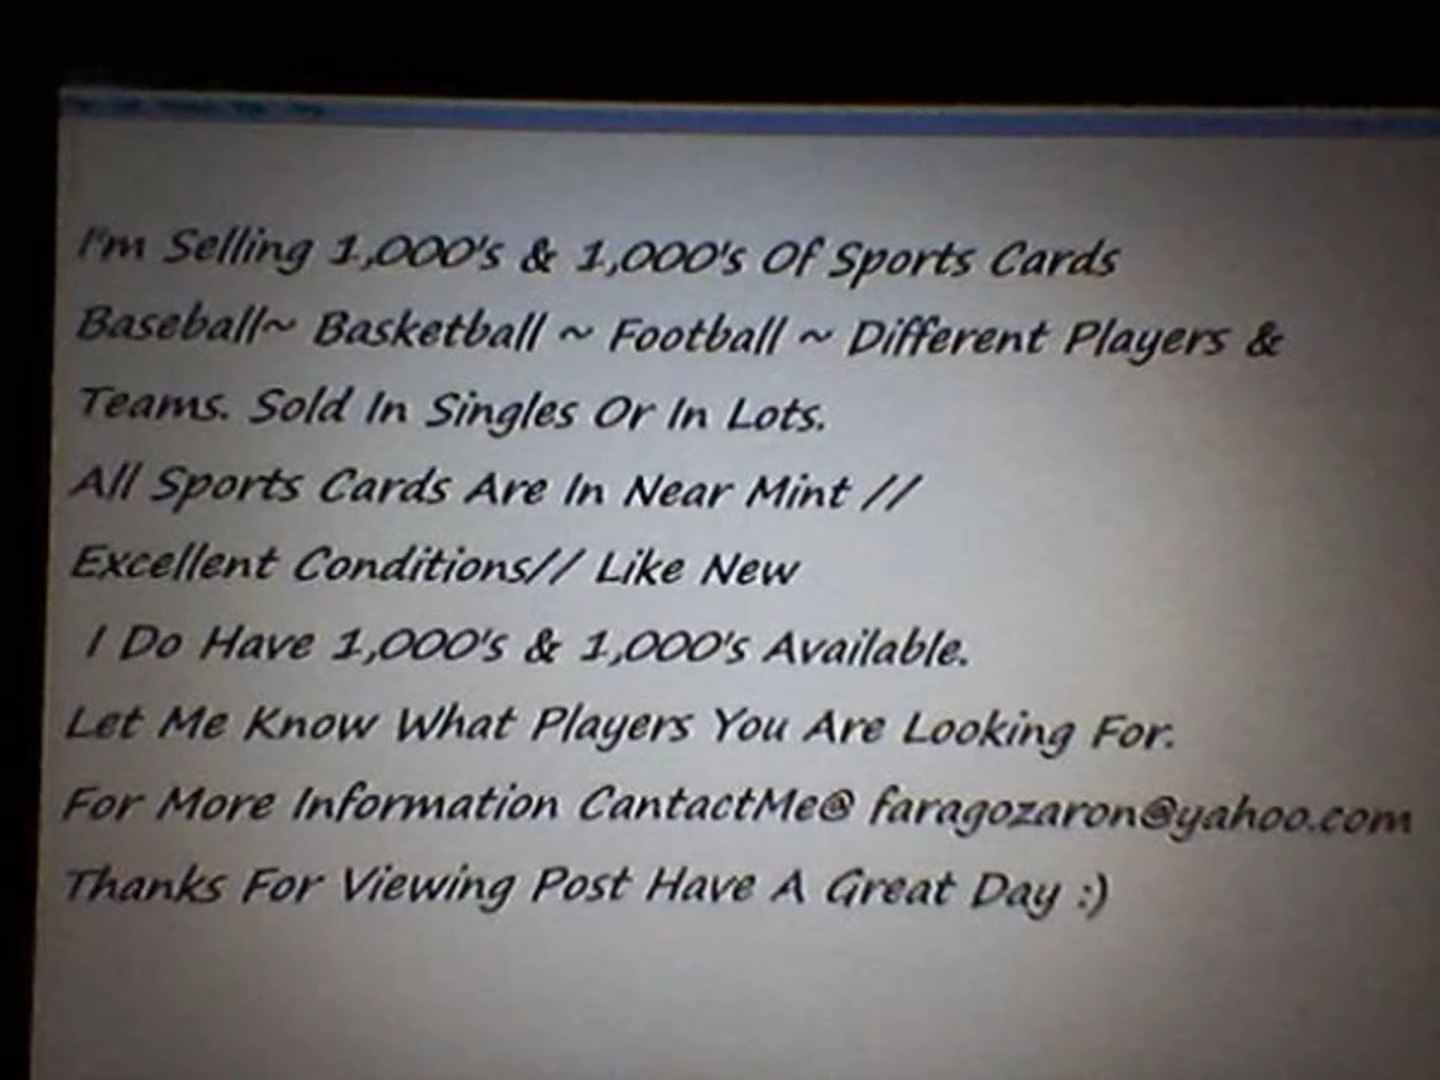 I'm Selling 1,000's & 1,000's Of Sports Cards
Baseball~ Basketball ~ Football ~ Different Players &
Teams. Sold In Singles Or In Lots.
All Sports Cards Are In Near Mint //
Excellent Conditions// Like New
I Do Have 1,000's & 1,000's Available.
Let Me Know What Players You Are Looking For.
For More Information CantactMe@ faragozaron@yahoo.com
Thanks For Viewing Post Have A Great Day :)